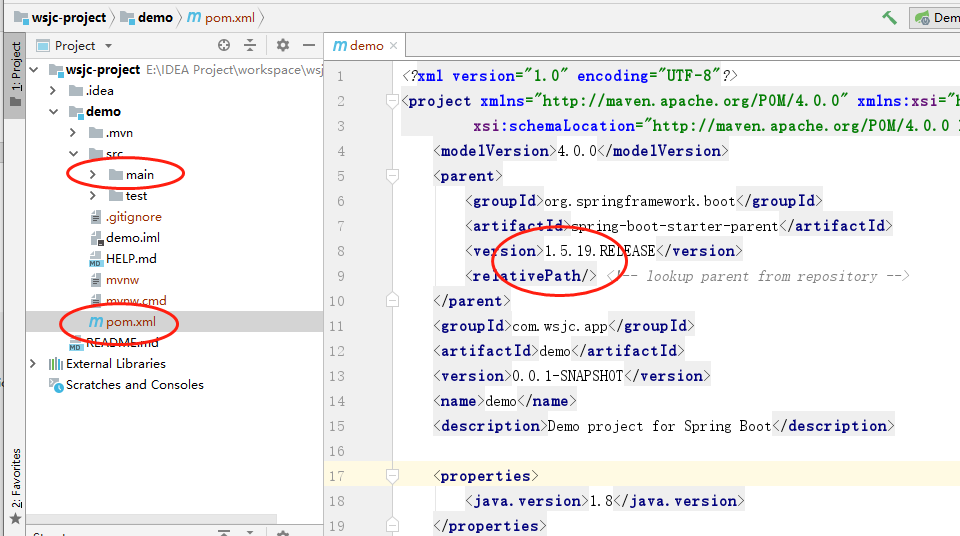 wsjc-project demo pom.xml
Dem
1: Project
Project
wsjc-project E:\IDEA Project\workspace\wsj
.idea
demo
.mvn
src
main
test
.gitignore
demo.iml
HELP.md
mvnw
mvnw.cmd
pom.xml
README.md
External Libraries
Scratches and Consoles
2: Favorites
demo
1 <?xml version="1.0" encoding="UTF-8"?>
2 <project xmlns="http://maven.apache.org/POM/4.0.0" xmlns:xsi="h
3 xsi:schemaLocation="http://maven.apache.org/POM/4.0.0
4 <modelVersion>4.0.0</modelVersion>
5 <parent>
6 <groupId>org.springframework.boot</groupId>
7 <artifactId>spring-boot-starter-parent</artifactId>
8 <version>1.5.19.RELEASE</version>
9 <relativePath/> <!-- lookup parent from repository -->
10 </parent>
11 <groupId>com.wsjc.app</groupId>
12 <artifactId>demo</artifactId>
13 <version>0.0.1-SNAPSHOT</version>
14 <name>demo</name>
15 <description>Demo project for Spring Boot</description>
16
17 <properties>
18 <java.version>1.8</java.version>
19 </properties>